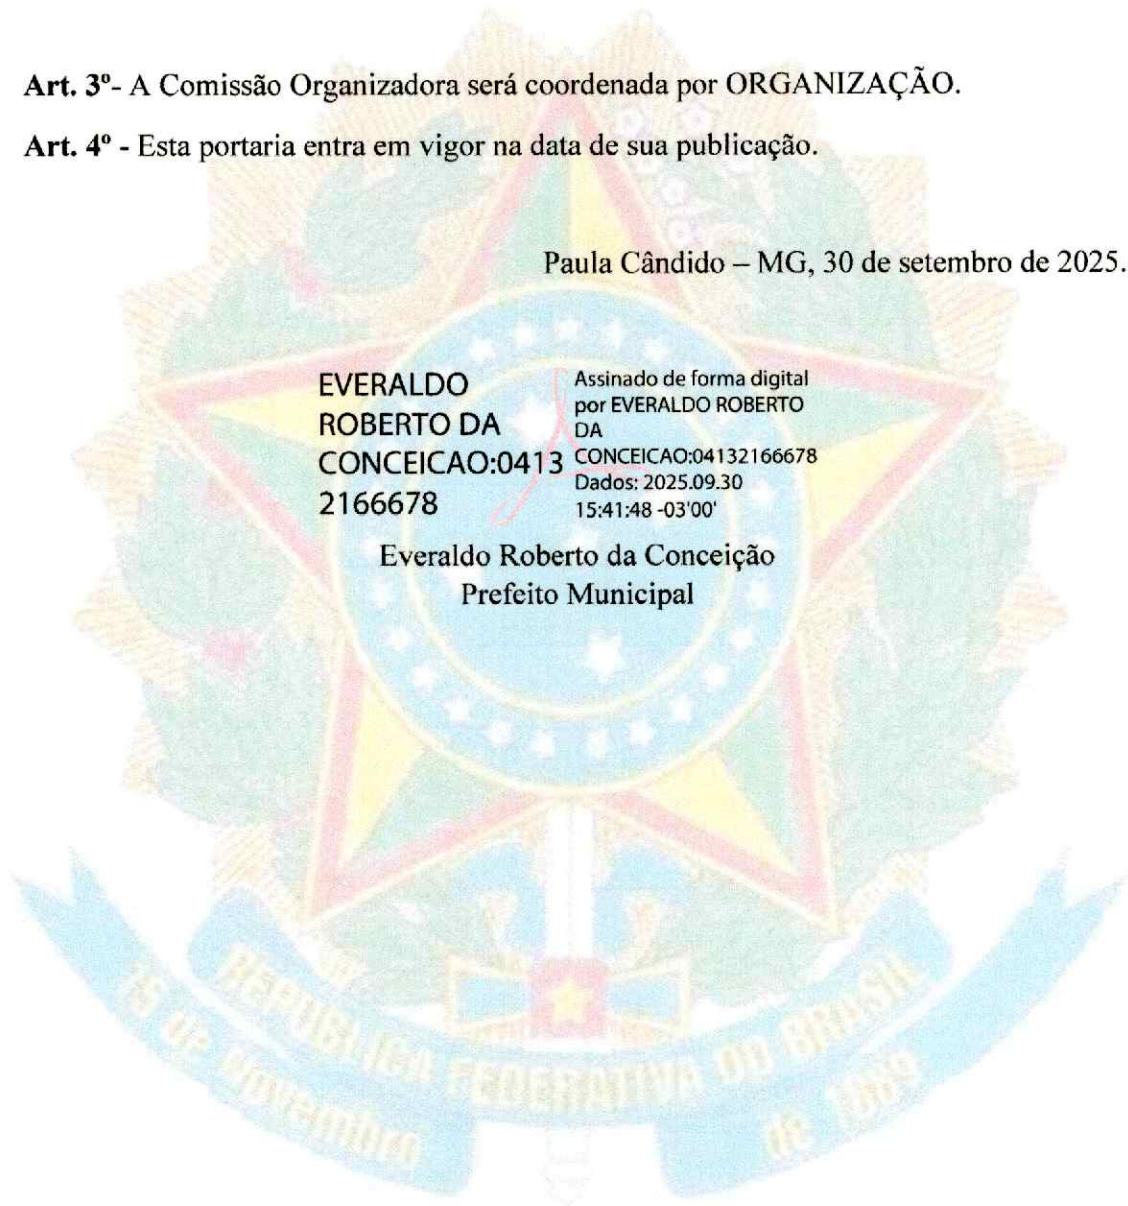 Art. 3º- A Comissão Organizadora será coordenada por ORGANIZAÇÃO.
Art. 4º - Esta portaria entra em vigor na data de sua publicação.
Paula Cândido – MG, 30 de setembro de 2025.
EVERALDO
ROBERTO DA
CONCEICAO:0413
2166678
Assinado de forma digital
por EVERALDO ROBERTO
DA
CONCEICAO:04132166678
Dados: 2025.09.30
15:41:48 -03'00'
Everaldo Roberto da Conceição
Prefeito Municipal
REPÚBLICA FEDERATIVA DO BRASIL
15 de Novembro
de 1889